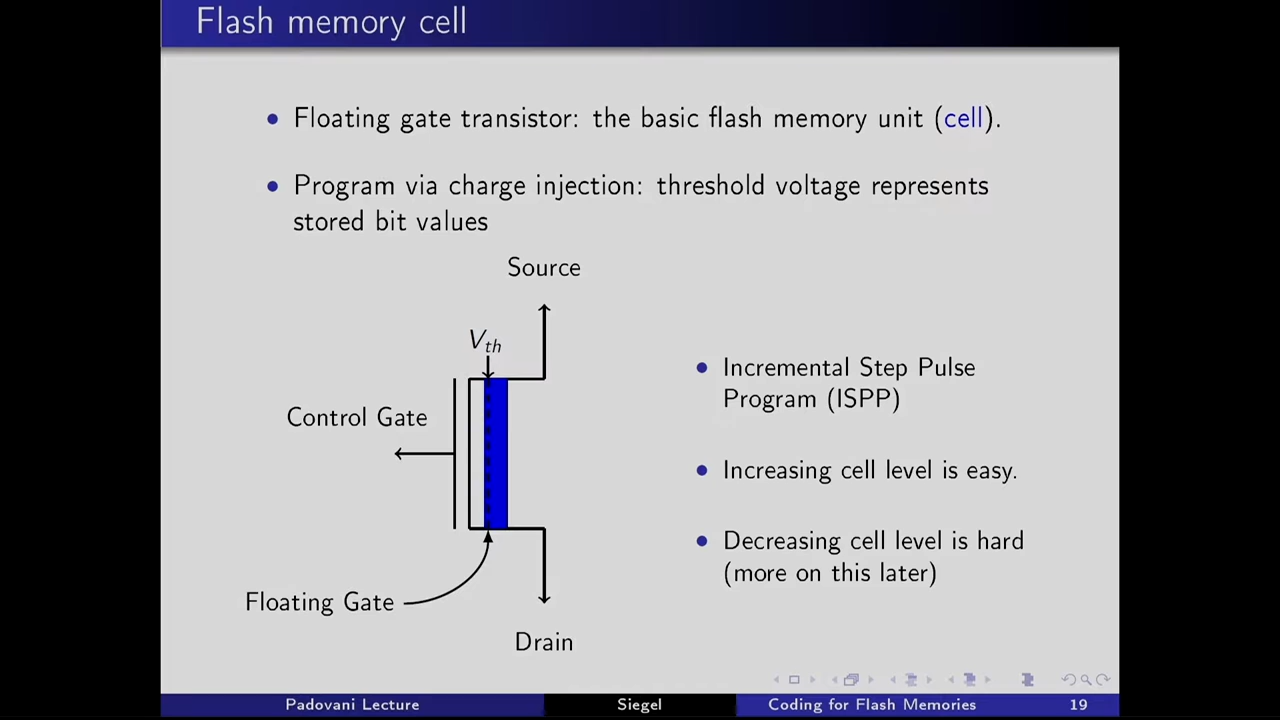 Flash memory cell
Floating gate transistor: the basic flash memory unit (cell).
Program via charge injection: threshold voltage represents
stored bit values
Source
Vth
Control Gate
Floating Gate
Drain
Incremental Step Pulse
Program (ISPP)
Increasing cell level is easy.
Decreasing cell level is hard
(more on this later)
Padovani Lecture
Siegel
Coding for Flash Memories
19